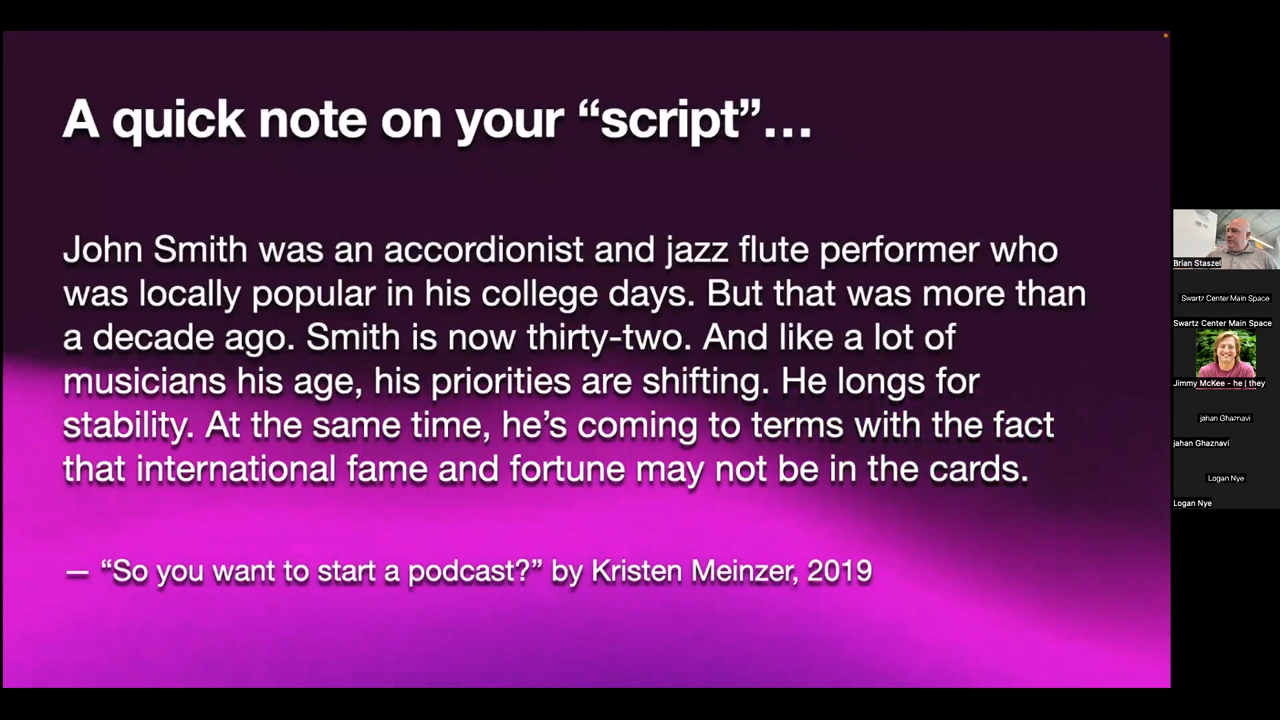 A quick note on your “script”…
John Smith was an accordionist and jazz flute performer who
was locally popular in his college days. But that was more than
a decade ago. Smith is now thirty-two. And like a lot of
musicians his age, his priorities are shifting. He longs for
stability. At the same time, he’s coming to terms with the fact
that international fame and fortune may not be in the cards.
— “So you want to start a podcast?” by Kristen Meinzer, 2019
Brian Staszel
Swartz Center Main Space
Swartz Center Main Space
Jimmy McKee - he | they
jahan Ghaznavi
jahan Ghaznavi
Logan Nye
Logan Nye